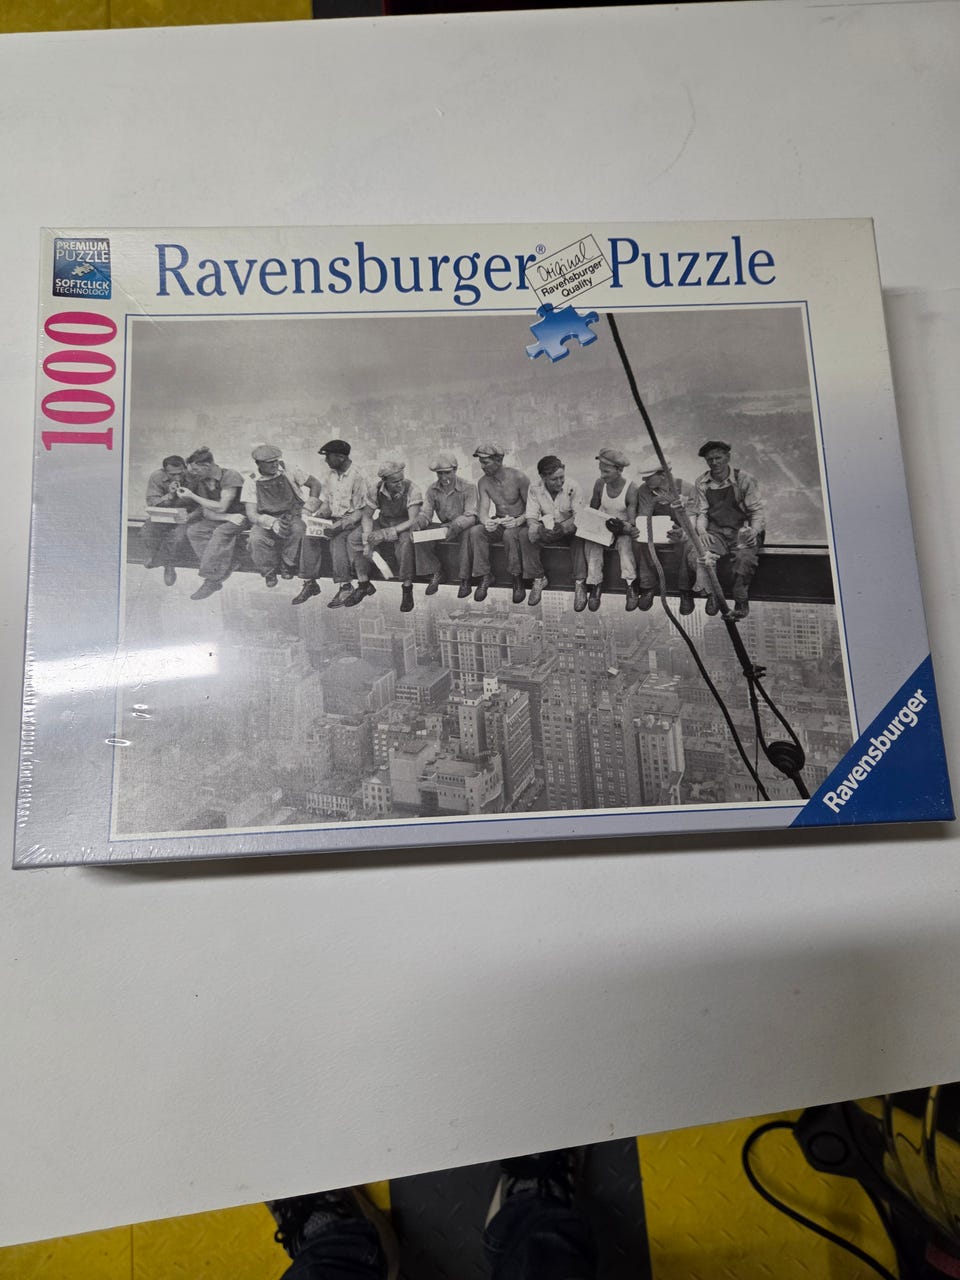 PREMIUM
PUZZLE
SOFTCLICK
TECHNOLOGY
Ravensburger® Puzzle
Original
Ravensburger
Quality
1000
Ravensburger